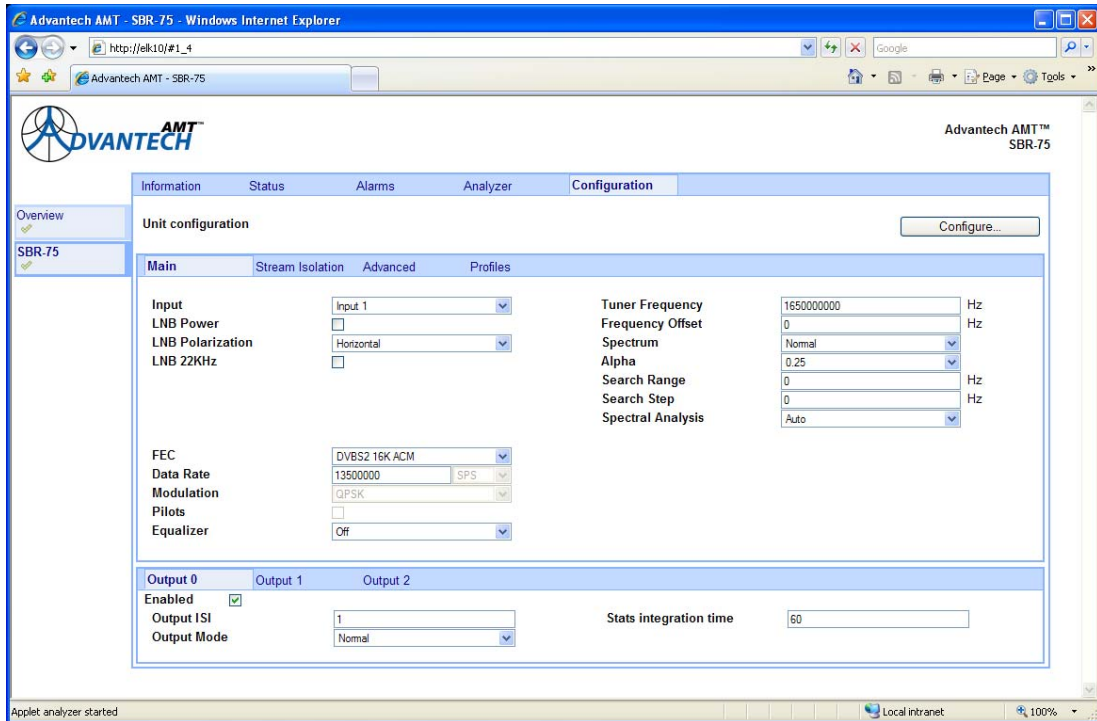 Advantech AMT - SBR-75 - Windows Internet Explorer
http://elk10/#1_4
Google
Advantech AMT - SBR-75
Page
Tools
»
ADVANTECH AMT™
Advantech AMT™
SBR-75
Information Status Alarms Analyzer Configuration
Overview
SBR-75
Unit configuration
Configure...
Main Stream Isolation Advanced Profiles
Input Input 1
LNB Power
LNB Polarization Horizontal
LNB 22KHz
Tuner Frequency 1650000000 Hz
Frequency Offset 0 Hz
Spectrum Normal
Alpha 0.25
Search Range 0 Hz
Search Step 0 Hz
Spectral Analysis Auto
FEC DVBS2 16K ACM
Data Rate 13500000 SPS
Modulation QPSK
Pilots
Equalizer Off
Output 0 Output 1 Output 2
Enabled
Output ISI 1
Output Mode Normal
Stats integration time 60
Applet analyzer started
Local intranet
100%